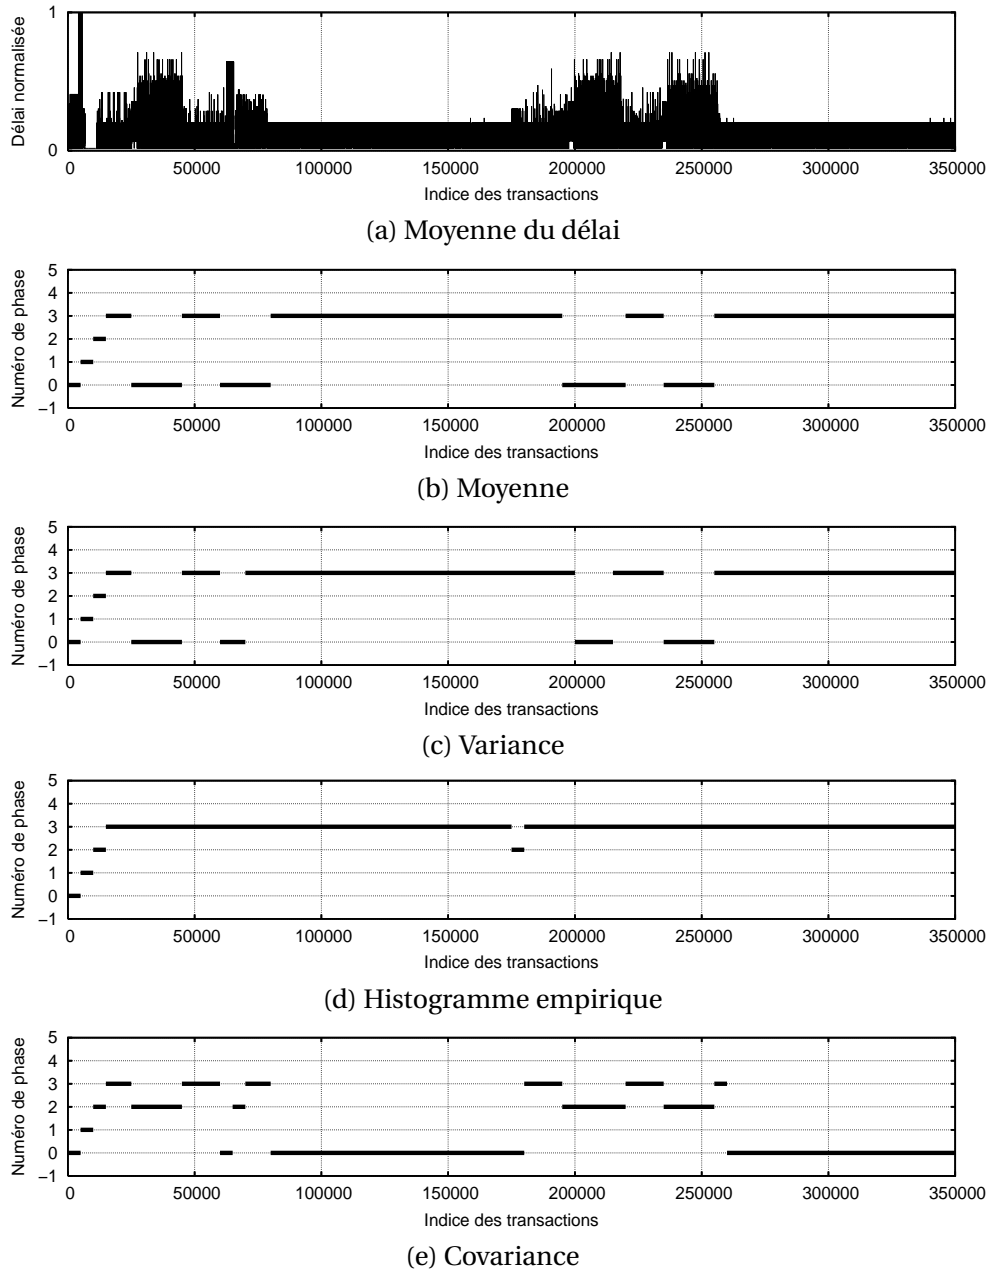 1
0
Délai normalisée
0 50000 100000 150000 200000 250000 300000 350000
Indice des transactions
(a) Moyenne du délai
5
4
3
2
1
0
−1
Numéro de phase
0 50000 100000 150000 200000 250000 300000 350000
Indice des transactions
(b) Moyenne
5
4
3
2
1
0
−1
Numéro de phase
0 50000 100000 150000 200000 250000 300000 350000
Indice des transactions
(c) Variance
5
4
3
2
1
0
−1
Numéro de phase
0 50000 100000 150000 200000 250000 300000 350000
Indice des transactions
(d) Histogramme empirique
5
4
3
2
1
0
−1
Numéro de phase
0 50000 100000 150000 200000 250000 300000 350000
Indice des transactions
(e) Covariance